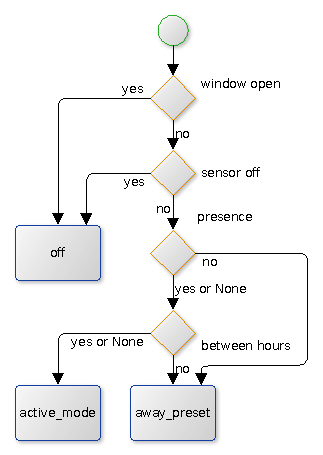 window open
yes
no
sensor off
yes
no
presence
off
no
yes or None
between hours
yes or None
no
active_mode
away_preset